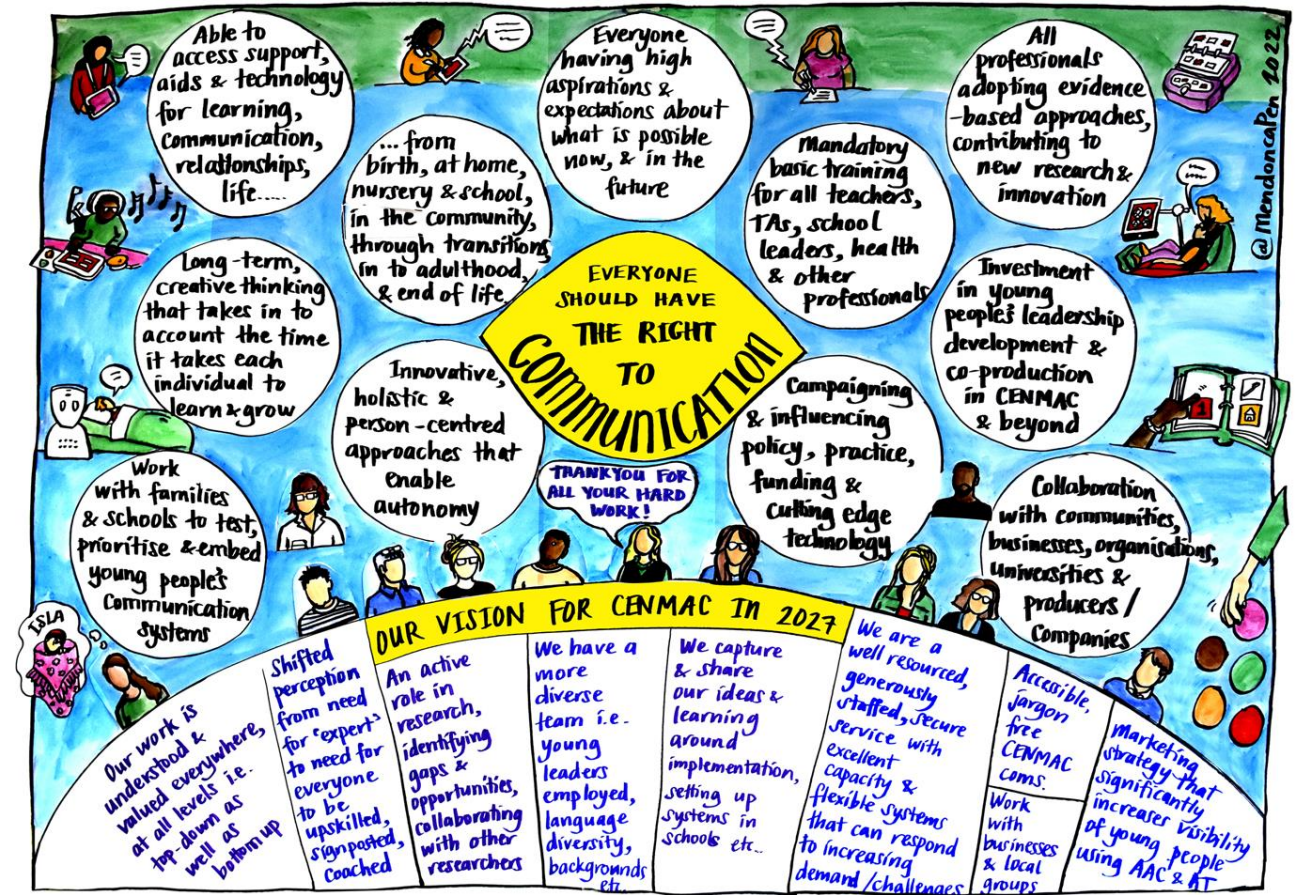 Able to
access support,
aids & technology
for learning,
communication,
relationships,
life.....
... from
birth, at home,
nursery & school,
in the community,
through transitions
in to adulthood,
& end of life
Everyone
having high
aspirations &
expectations about
what is possible
now, & in the
future
Mandatory
basic training
for all teachers,
TAs, school
leaders, health
& other
professionals
All
professionals
adopting evidence
-based approaches,
contributing to
new research &
innovation
@MendoncaPen 2022
Long-term,
creative thinking
that takes in to
account the time
it takes each
individual to
learn & grow
Innovative,
holistic &
person-centred
approaches that
enable
autonomy
EVERYONE
SHOULD HAVE
THE RIGHT
TO
COMMUNICATION
Campaigning
& influencing
policy, practice,
funding &
cutting edge
technology
Investment
in young
people's leadership
development &
co-production
in CENMAC
& beyond
1
Work
with families
& schools to test,
prioritise & embed
young people's
Communication
systems
THANKYOU FOR
ALL YOUR HARD
WORK!
Collaboration
with communities,
businesses, organisations,
universities &
producers /
Companies
ISLA
OUR VISION FOR CENMAC IN 2027
Our work is
understood &
valued everywhere,
at all levels i.e.
top-down as
well as
bottom up
Shifted
perception
from need
for 'expert'
to need for
everyone
to be
upskilled,
signposted,
coached
An active
role in
research,
identifying
gaps &
opportunities,
collaborating
with other
researchers
We have a
more
diverse
team i.e.
young
leaders
employed,
language
diversity,
backgrounds
etc
We capture
& share
our ideas &
learning
around
implementation,
setting up
systems in
schools etc...
We are a
well resourced,
generously
staffed, secure
service with
excellent
capacity &
flexible systems
that can respond
to increasing
demand/challenges
Accessible,
jargon
free
CENMAC
coms.
Work
with
businesses
& local
groups
Marketing
strategy that
significantly
increases visibility
of young people
using AAC & AT